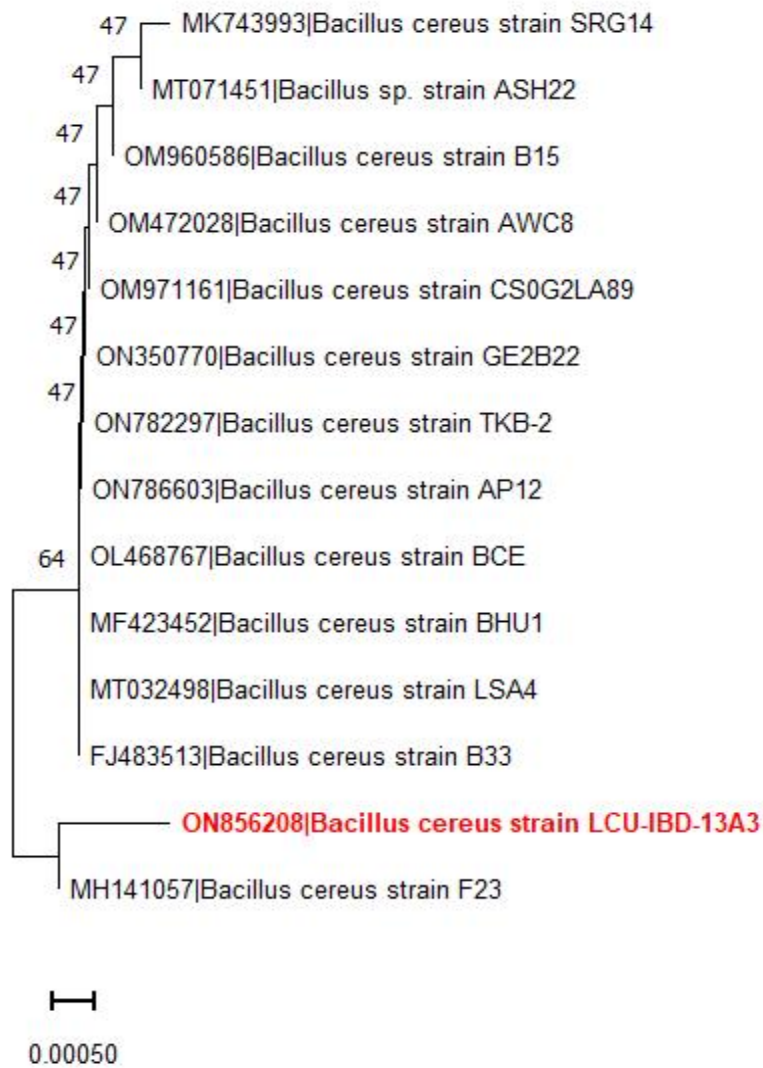 47
MK743993|Bacillus cereus strain SRG14
47
MT071451|Bacillus sp. strain ASH22
47
OM960586|Bacillus cereus strain B15
47
OM472028|Bacillus cereus strain AWC8
47
OM971161|Bacillus cereus strain CS0G2LA89
47
ON350770|Bacillus cereus strain GE2B22
47
ON782297|Bacillus cereus strain TKB-2
ON786603|Bacillus cereus strain AP12
64
OL468767|Bacillus cereus strain BCE
MF423452|Bacillus cereus strain BHU1
MT032498|Bacillus cereus strain LSA4
FJ483513|Bacillus cereus strain B33
ON856208|Bacillus cereus strain LCU-IBD-13A3
MH141057|Bacillus cereus strain F23
0.00050